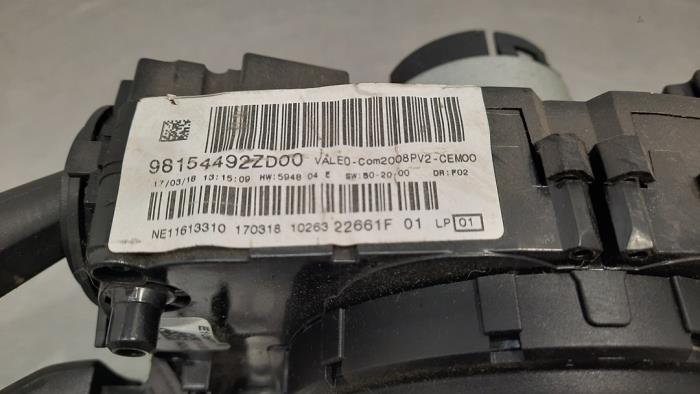 98154492ZD00 VALEO-Com2008PV2-CEM00
17/03/18 13:15:09 HW:5948 04 E SW:50-20.00 DR:F02
NE11613310 170318 10263 22661F 01 LP 01